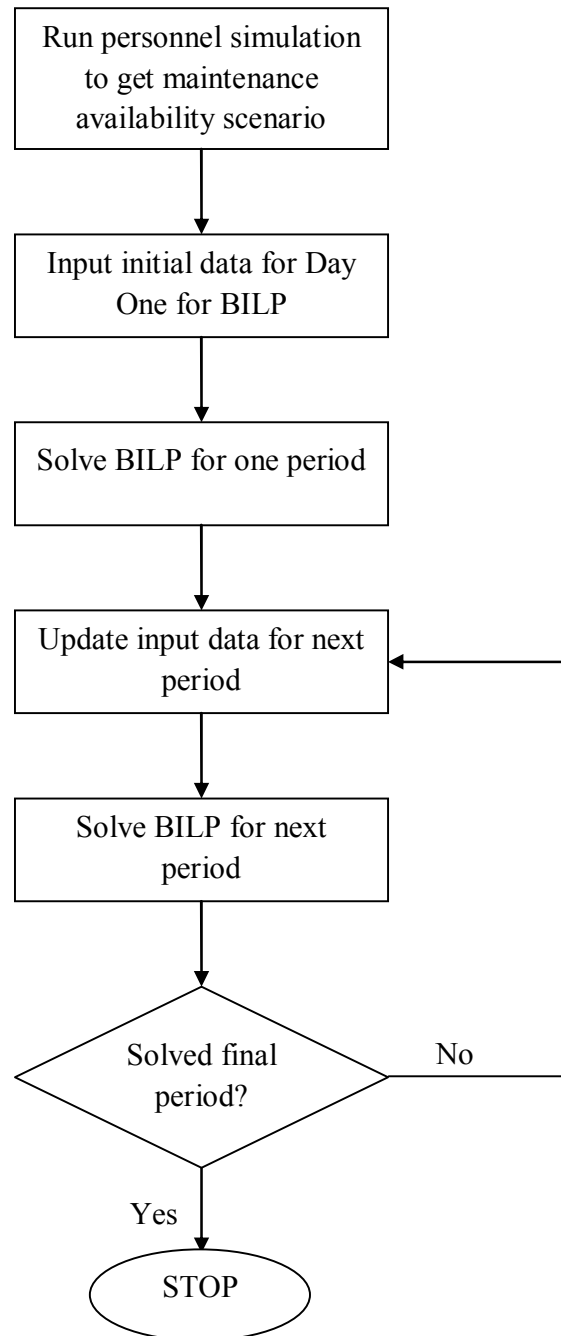 Run personnel simulation
to get maintenance
availability scenario
Input initial data for Day
One for BILP
Solve BILP for one period
Update input data for next
period
Solve BILP for next
period
Solved final
period?
No
Yes
STOP